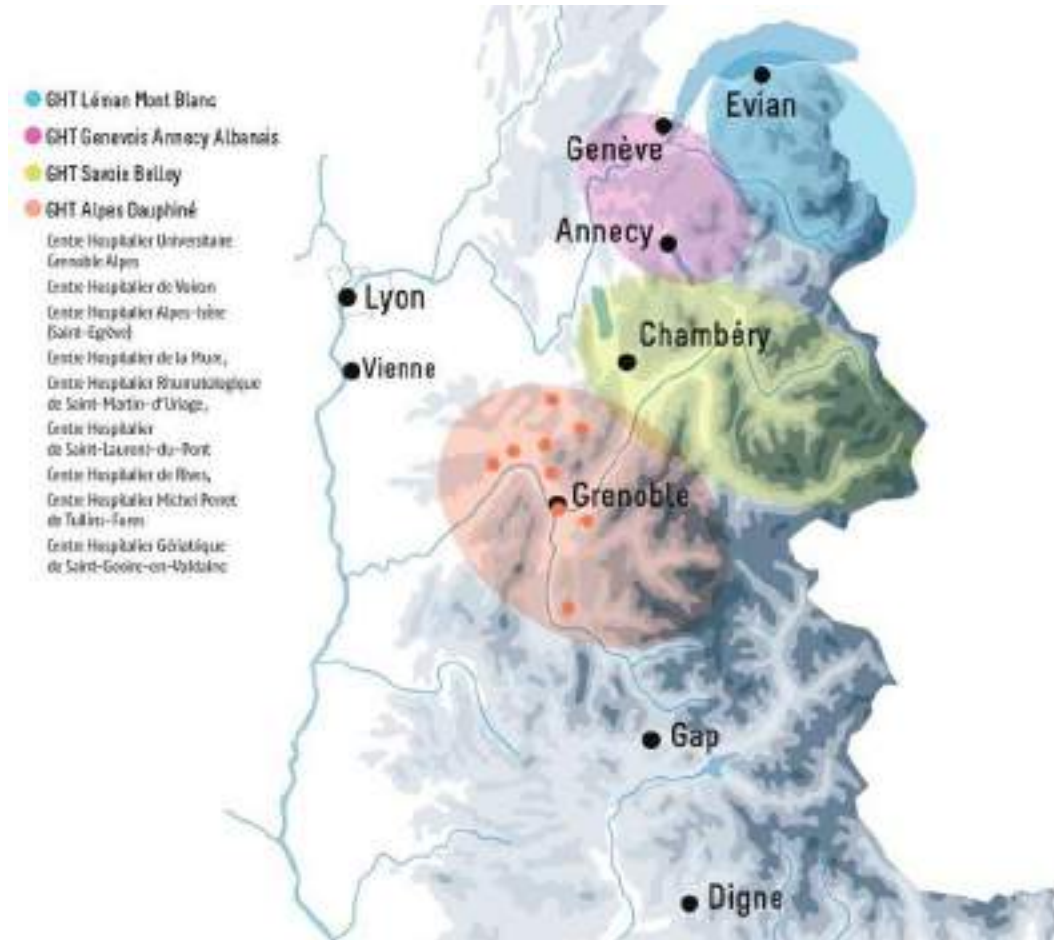 GHT Léman Mont Blanc
GHT Genevois Annecy Albanais
GHT Savoie Belley
GHT Alpes Dauphiné
Centre Hospitalier Universitaire
Grenoble Alpes
Centre Hospitalier de Voiron
Centre Hospitalier Alpes-Isère
(Saint-Egrève)
Centre Hospitalier de la Mure,
Centre Hospitalier Rhumatologique
de Saint-Martin-d'Uriage,
Centre Hospitalier
de Saint-Laurent-du-Pont
Centre Hospitalier de Rives,
Centre Hospitalier Michel Perret
de Tullins-Fures
Centre Hospitalier Gériatrique
de Saint-Geoire-en-Valdaine
Evian
Genève
Annecy
Lyon
Chambéry
Vienne
Grenoble
Gap
Digne